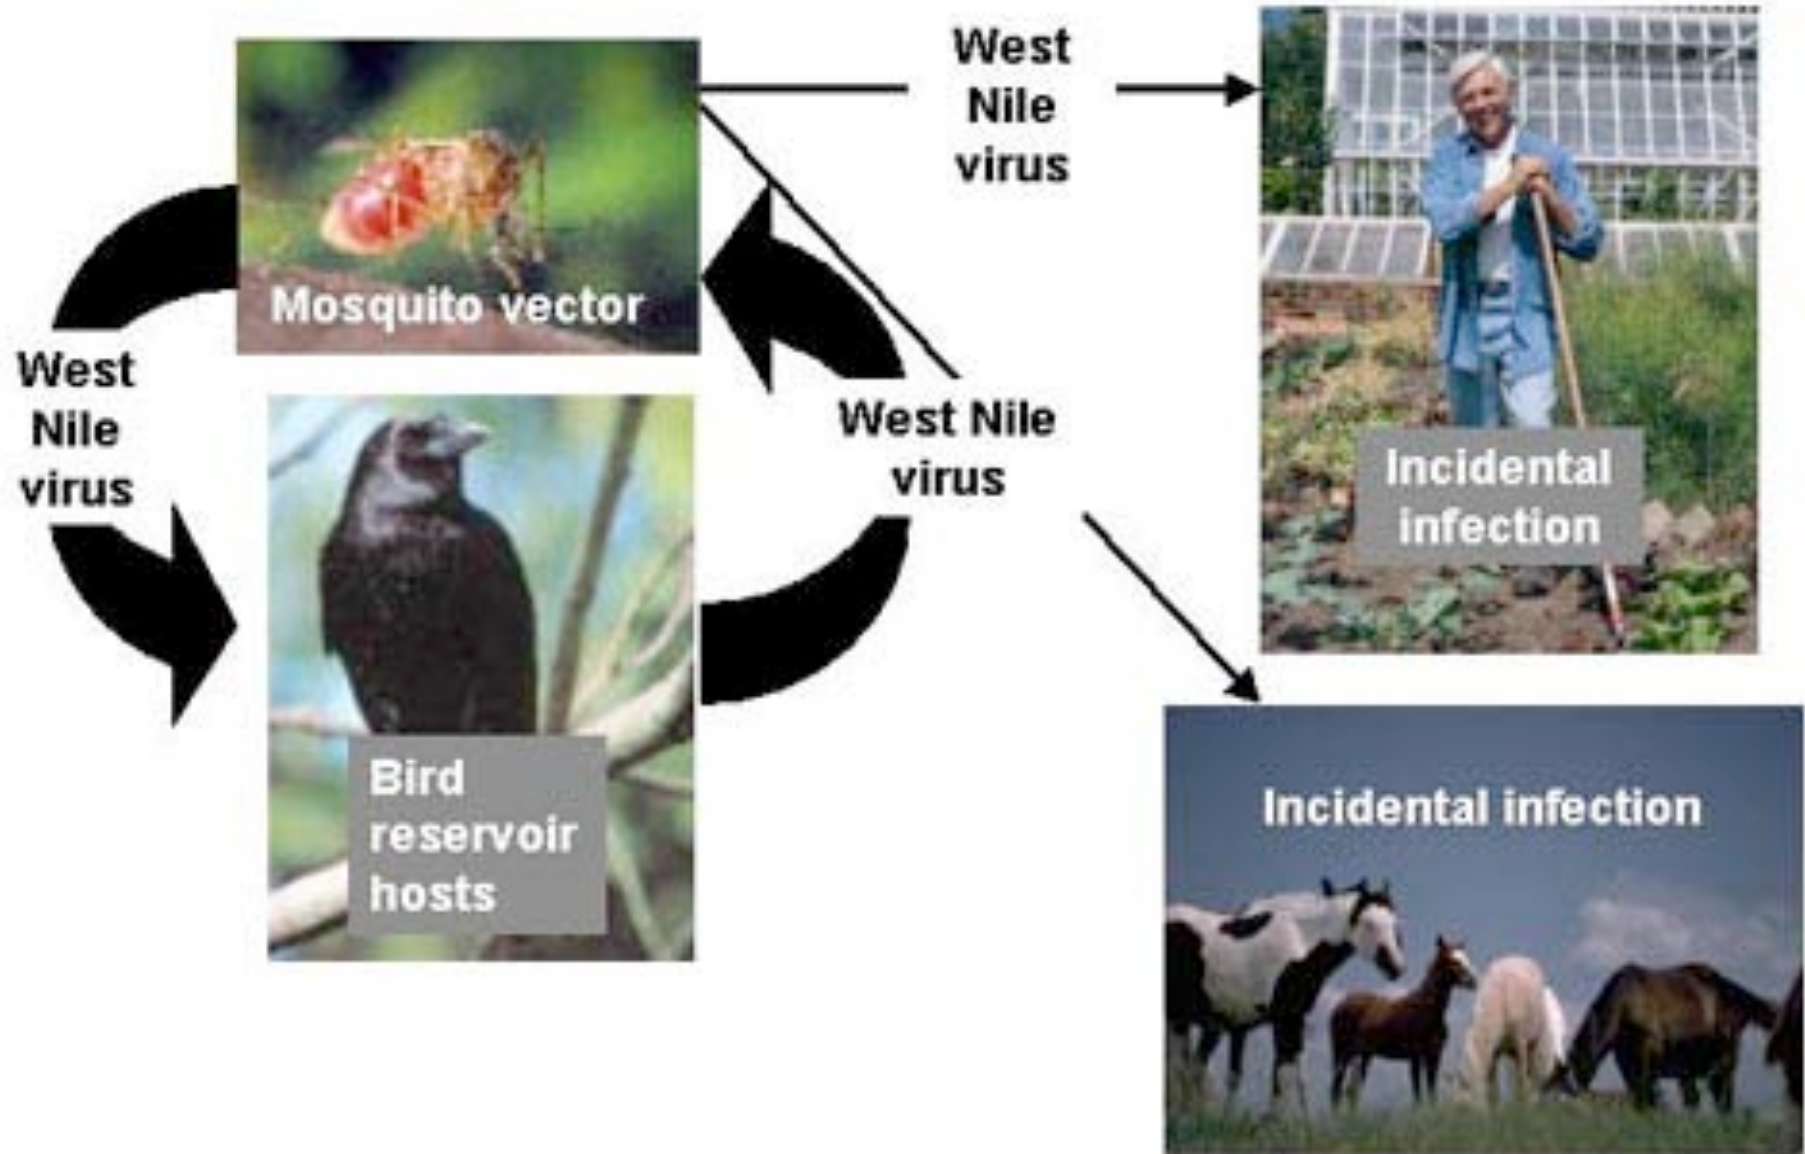 West
Nile
virus
Mosquito vector
West
Nile
virus
West Nile
virus
Incidental
infection
Bird
reservoir
hosts
Incidental infection